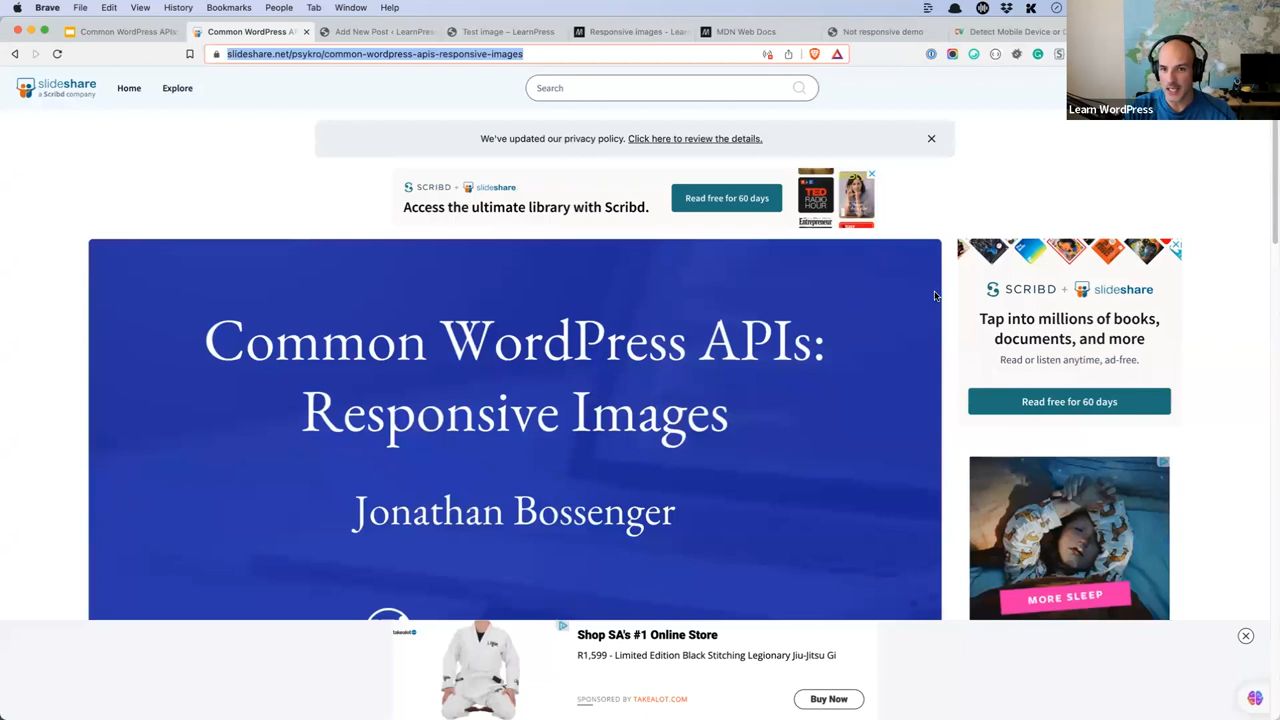 Brave File Edit View History Bookmarks People Tab Window Help
Common WordPress APIs:
Common WordPress A
Add New Post ‹ LearnPres
Test image – LearnPress
Responsive images - Lear
MDN Web Docs
Not responsive demo
Detect Mobile Device or D
slideshare.net/psykro/common-wordpress-apis-responsive-images
slideshare
a Scribd company
Home
Explore
Search
Learn WordPress
We've updated our privacy policy. Click here to review the details.
SCRIBD + slideshare
Access the ultimate library with Scribd.
Read free for 60 days
TED
RADIO
HOUR
Entrepreneur
Common WordPress APIs:
Responsive Images
Jonathan Bossenger
SCRIBD + slideshare
Tap into millions of books,
documents, and more
Read or listen anytime, ad-free.
Read free for 60 days
MORE SLEEP
takealot
Shop SA's #1 Online Store
R1,599 - Limited Edition Black Stitching Legionary Jiu-Jitsu Gi
SPONSORED BY TAKEALOT.COM
Buy Now